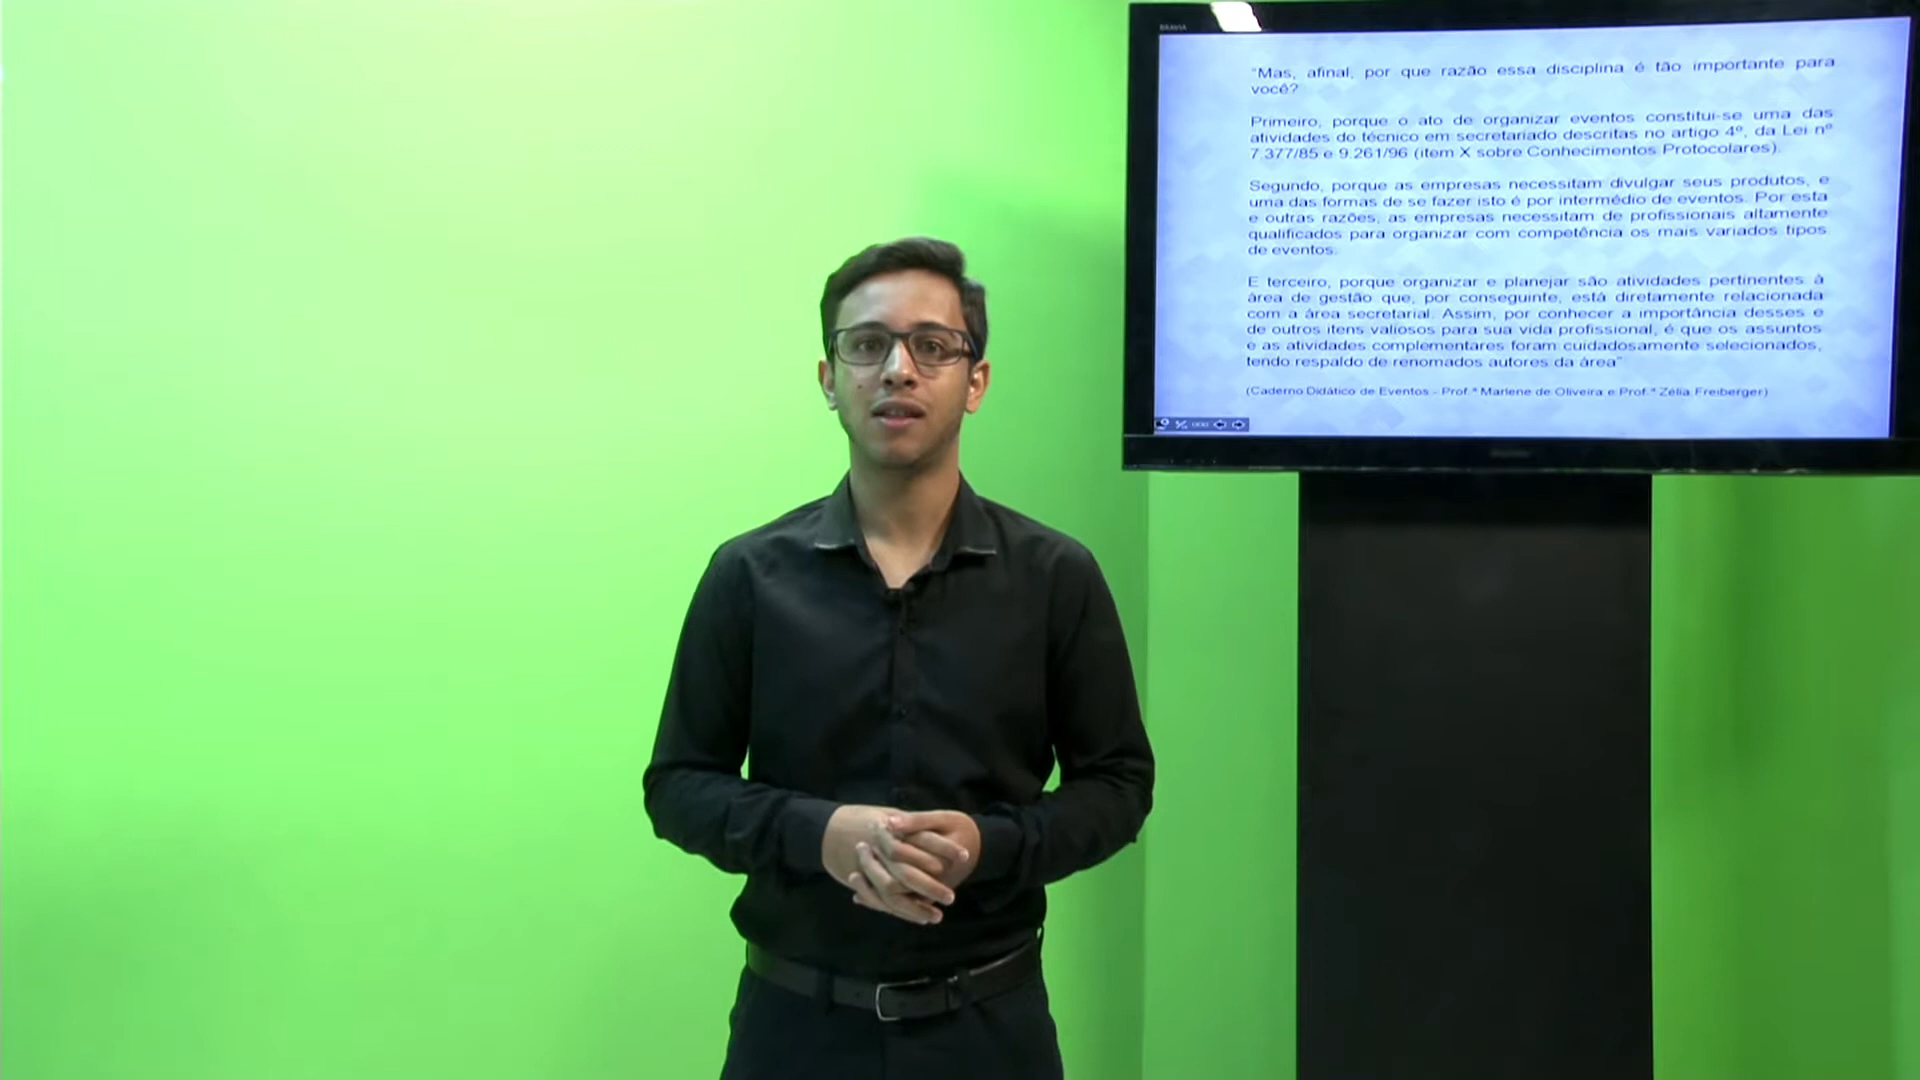 BRAVIA
“Mas, afinal, por que razão essa disciplina é tão importante para
você?
Primeiro, porque o ato de organizar eventos constitui-se uma das
atividades do técnico em secretariado descritas no artigo 4º, da Lei nº
7.377/85 e 9.261/96 (item X sobre Conhecimentos Protocolares).
Segundo, porque as empresas necessitam divulgar seus produtos, e
uma das formas de se fazer isto é por intermédio de eventos. Por esta
e outras razões, as empresas necessitam de profissionais altamente
qualificados para organizar com competência os mais variados tipos
de eventos.
E terceiro, porque organizar e planejar são atividades pertinentes à
área de gestão que, por conseguinte, está diretamente relacionada
com a área secretarial. Assim, por conhecer a importância desses e
de outros itens valiosos para sua vida profissional, é que os assuntos
e as atividades complementares foram cuidadosamente selecionados,
tendo respaldo de renomados autores da área”
(Caderno Didático de Eventos - Prof.ª Marlene de Oliveira e Prof.ª Zélia Freiberger)